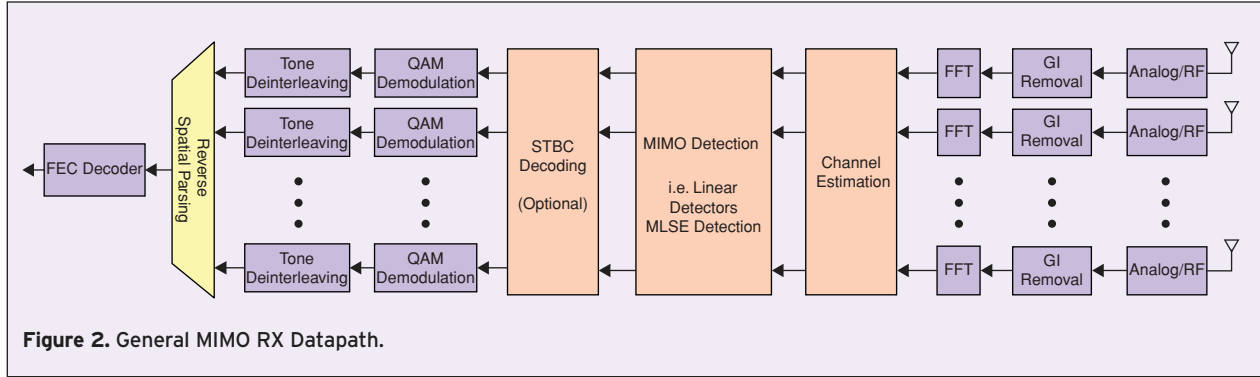 Tone
Deinterleaving
QAM
Demodulation
FFT
GI
Removal
Analog/RF
Tone
Deinterleaving
QAM
Demodulation
FFT
GI
Removal
Analog/RF
FEC Decoder
Reverse
Spatial Parsing
STBC
Decoding
(Optional)
MIMO Detection
i.e. Linear
Detectors
MLSE Detection
Channel
Estimation
Tone
Deinterleaving
QAM
Demodulation
FFT
GI
Removal
Analog/RF
Figure 2. General MIMO RX Datapath.